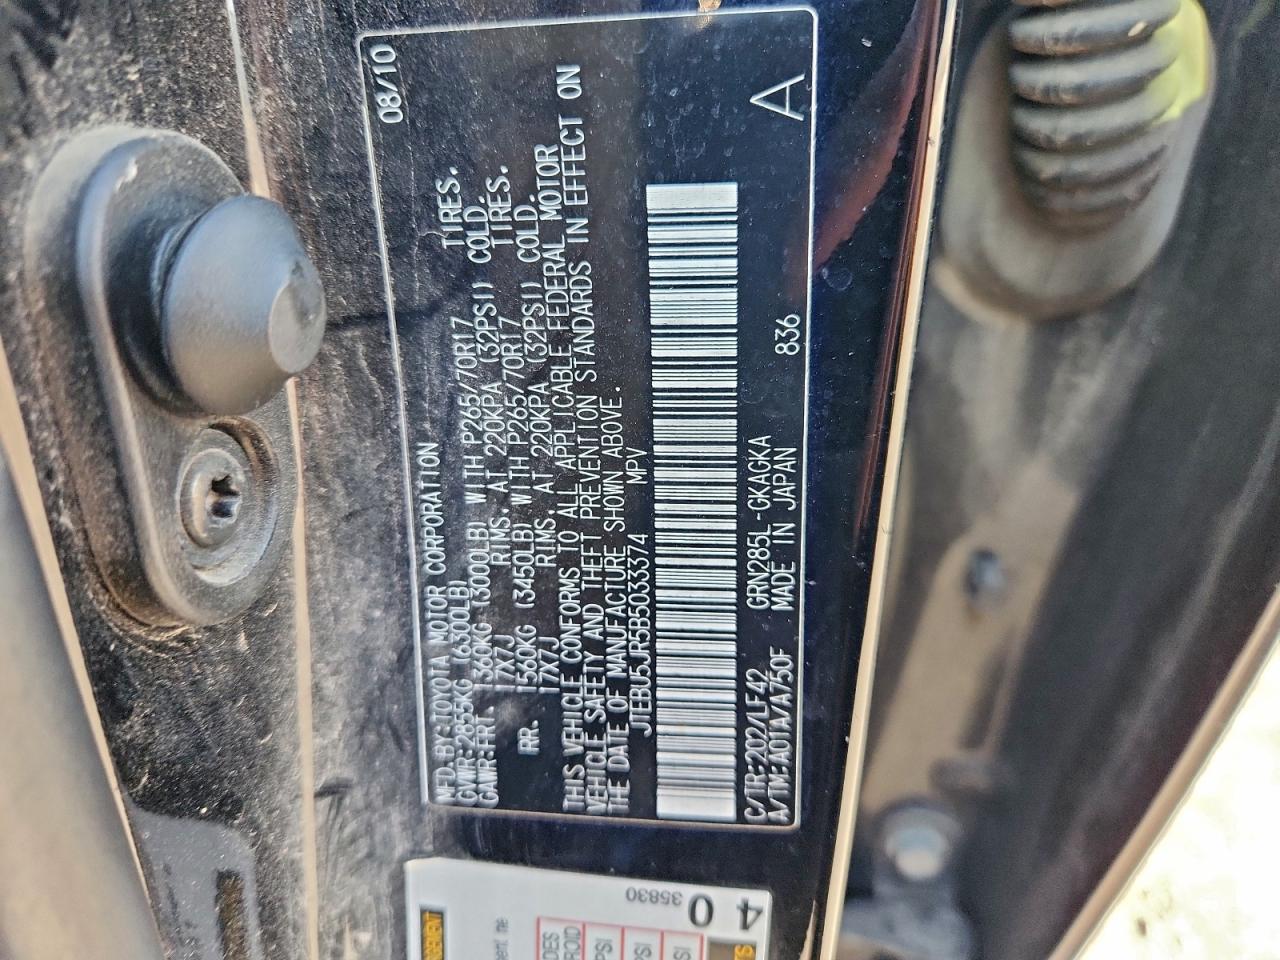 MFD.BY:TOYOTA MOTOR CORPORATION 08/10
GVWR:2855KG (6300LB)
GAWR:FRT. 1360KG (3000LB) WITH P265/70R17 TIRES.
17X7J RIMS, AT 220KPA (32PSI) COLD.
RR. 1560KG (3450LB) WITH P265/70R17 TIRES.
17X7J RIMS, AT 220KPA (32PSI) COLD.
THIS VEHICLE CONFORMS TO ALL APPLICABLE FEDERAL MOTOR
VEHICLE SAFETY AND THEFT PREVENTION STANDARDS IN EFFECT ON
THE DATE OF MANUFACTURE SHOWN ABOVE.
JTEBU5JR5B5033374 MPV
C/TR:202/LF42 GRN285L-GKAGKA 836
A/TM:A01A/A750F MADE IN JAPAN A
4
0
35830
PSI
PSI
PSI